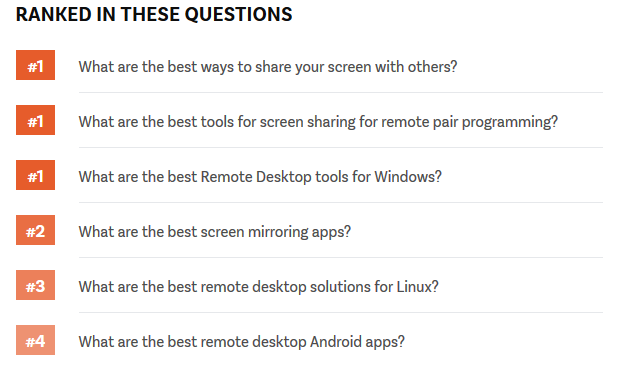 RANKED IN THESE QUESTIONS
#1 What are the best ways to share your screen with others?
#1 What are the best tools for screen sharing for remote pair programming?
#1 What are the best Remote Desktop tools for Windows?
#2 What are the best screen mirroring apps?
#3 What are the best remote desktop solutions for Linux?
#4 What are the best remote desktop Android apps?